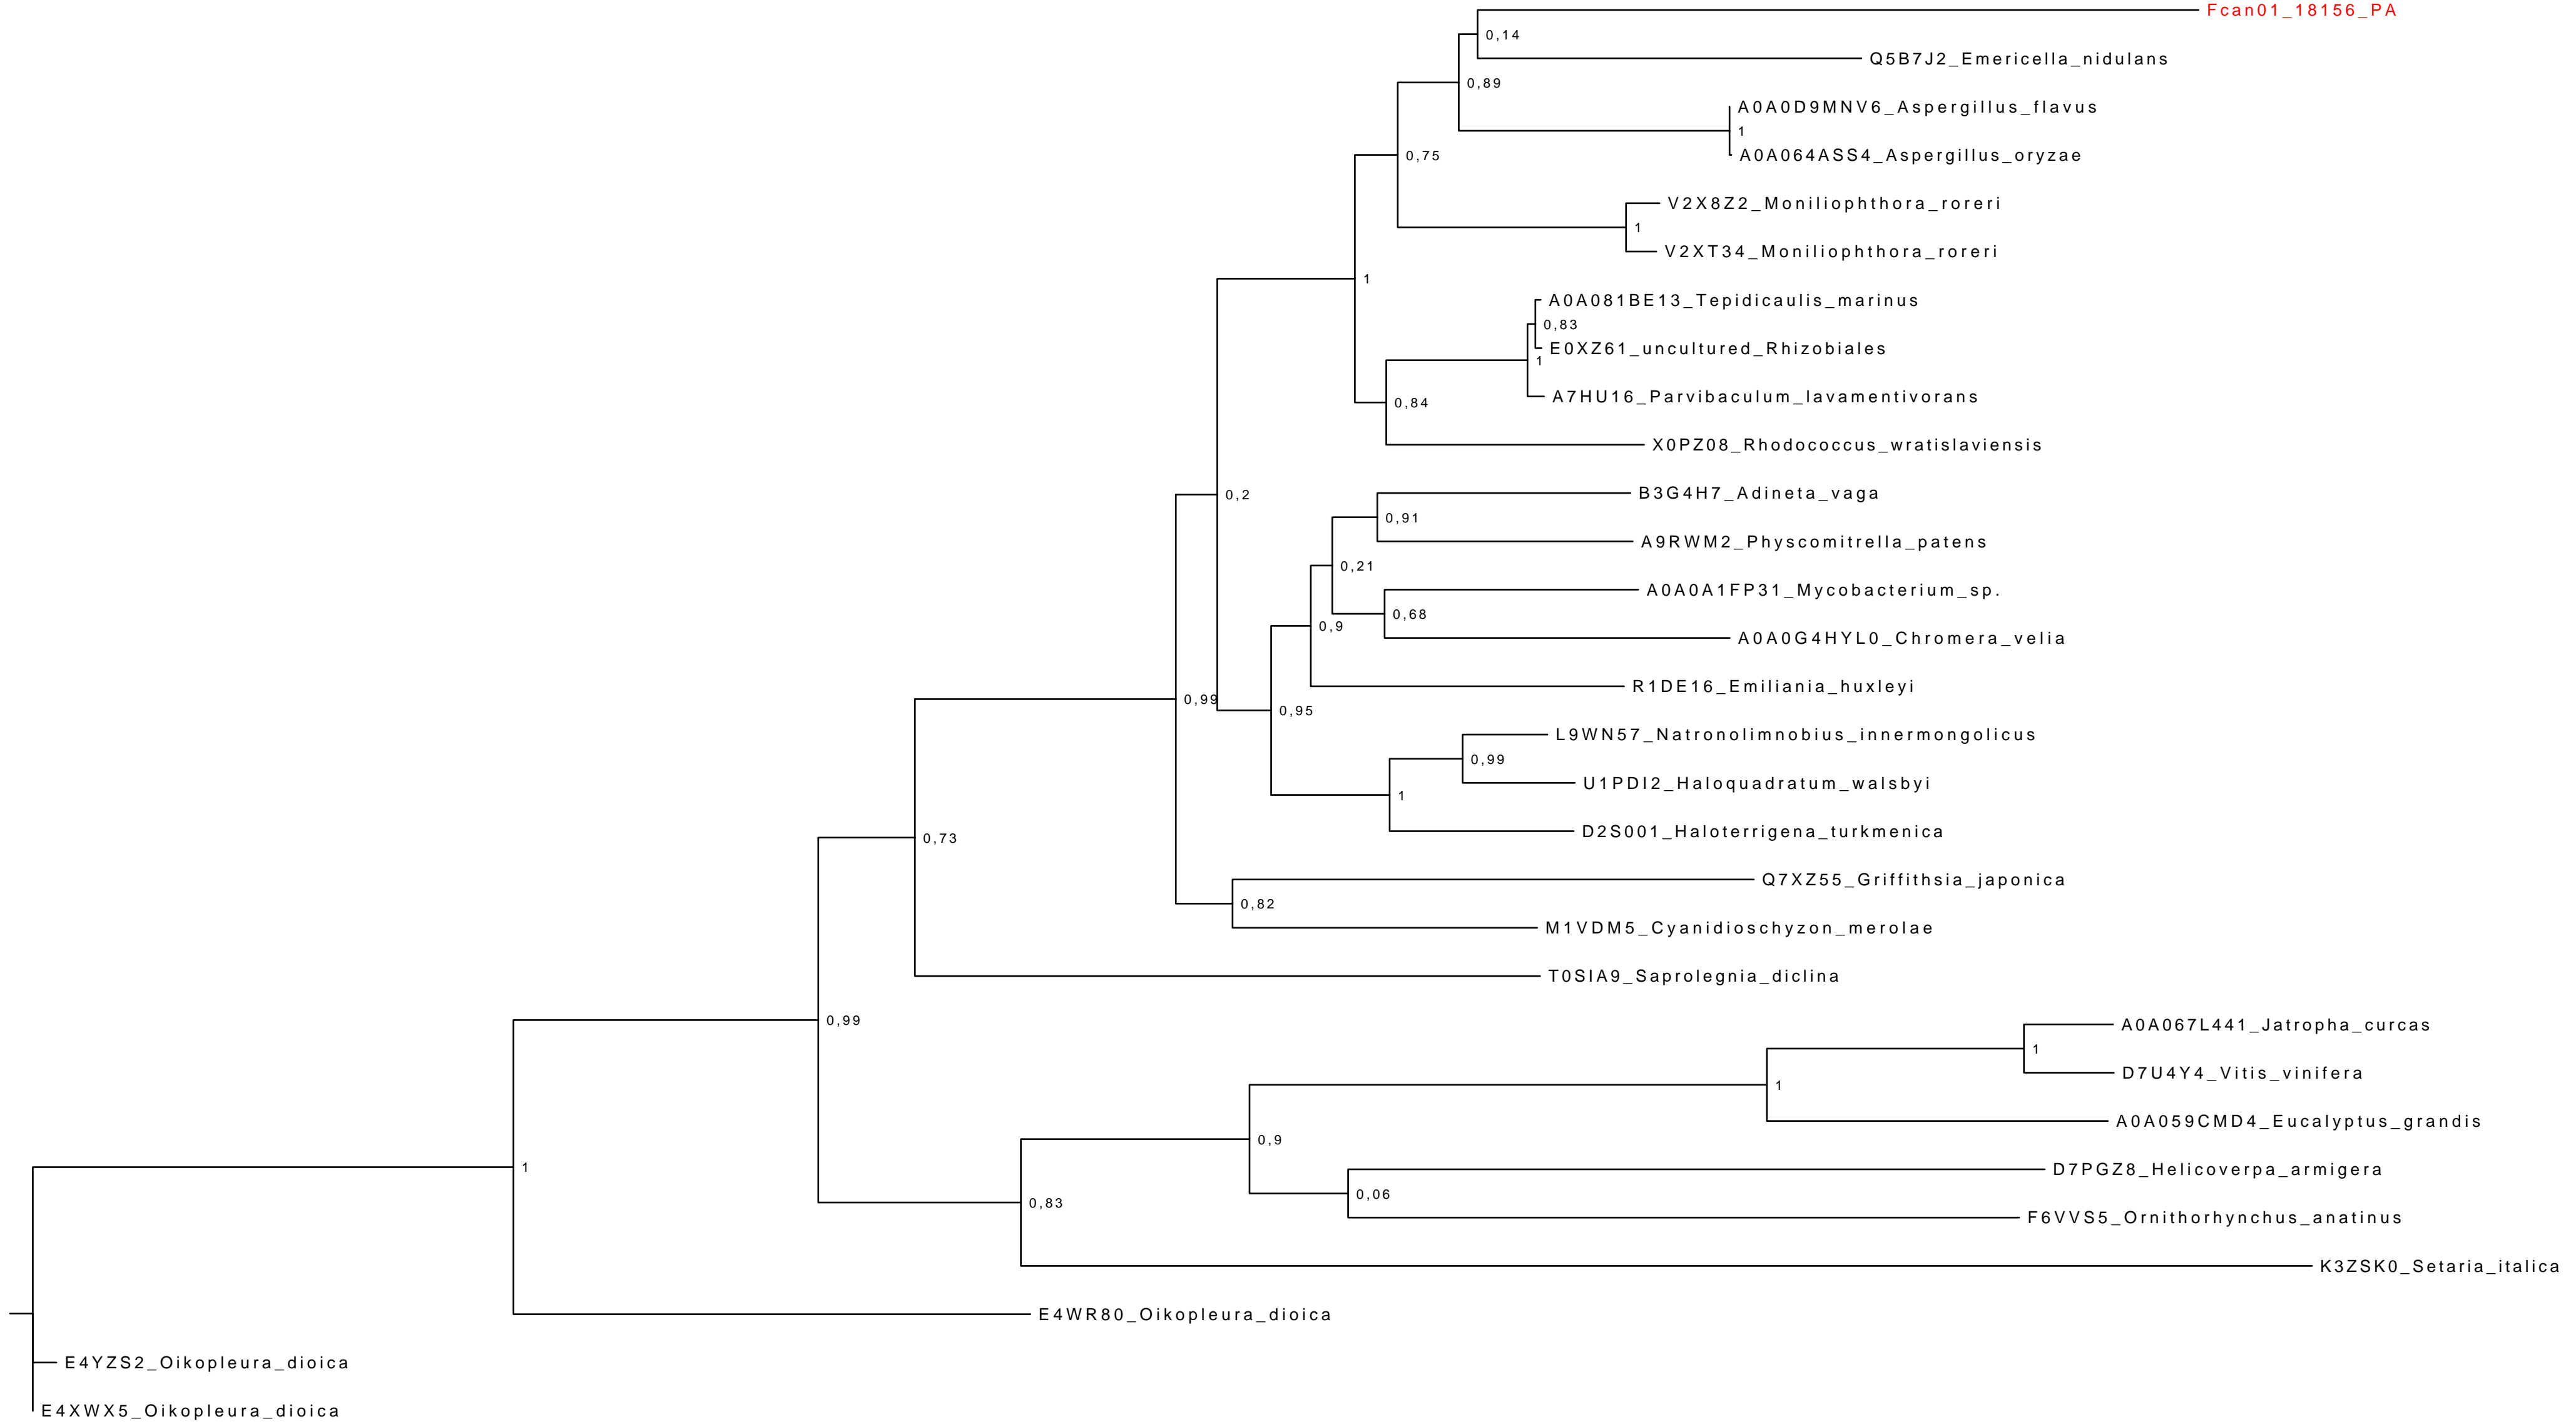 Fcan01_18156_PA
0,14
Q5B7J2_Emericella_nidulans
0,89
A0A0D9MNV6_Aspergillus_flavus
1
A0A064ASS4_Aspergillus_oryzae
0,75
V2X8Z2_Moniliophthora_roreri
1
V2XT34_Moniliophthora_roreri
1
A0A081BE13_Tepidicaulis_marinus
0,83
E0XZ61_uncultured_Rhizobiales
1
A7HU16_Parvibaculum_lavamentivorans
0,84
X0PZ08_Rhodococcus_wratislaviensis
0,2
B3G4H7_Adineta_vaga
0,91
A9RWM2_Physcomitrella_patens
0,21
A0A0A1FP31_Mycobacterium_sp.
0,68
0,9
A0A0G4HYL0_Chromera_velia
R1DE16_Emiliania_huxleyi
0,99
0,95
L9WN57_Natronolimnobius_innermongolicus
0,99
U1PDI2_Haloquadratum_walsbyi
1
D2S001_Haloterrigena_turkmenica
0,73
Q7XZ55_Griffithsia_japonica
0,82
M1VDM5_Cyanidioschyzon_merolae
T0SIA9_Saprolegnia_diclina
0,99
A0A067L441_Jatropha_curcas
1
D7U4Y4_Vitis_vinifera
1
A0A059CMD4_Eucalyptus_grandis
0,9
1
D7PGZ8_Helicoverpa_armigera
0,06
0,83
F6VVS5_Ornithorhynchus_anatinus
K3ZSK0_Setaria_italica
E4WR80_Oikopleura_dioica
E4YZS2_Oikopleura_dioica
E4XWX5_Oikopleura_dioica